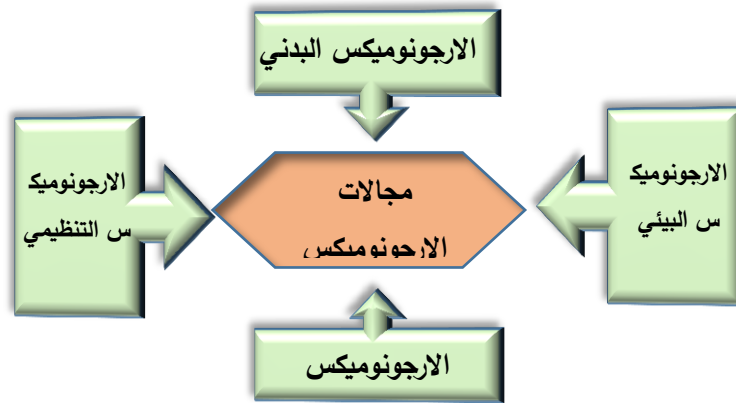 الارجونوميكس البدني
الارجونوميك
س البيئي
مجالات
الارجونوميكس
الارجونوميك
س التنظيمي
الارجونوميكس